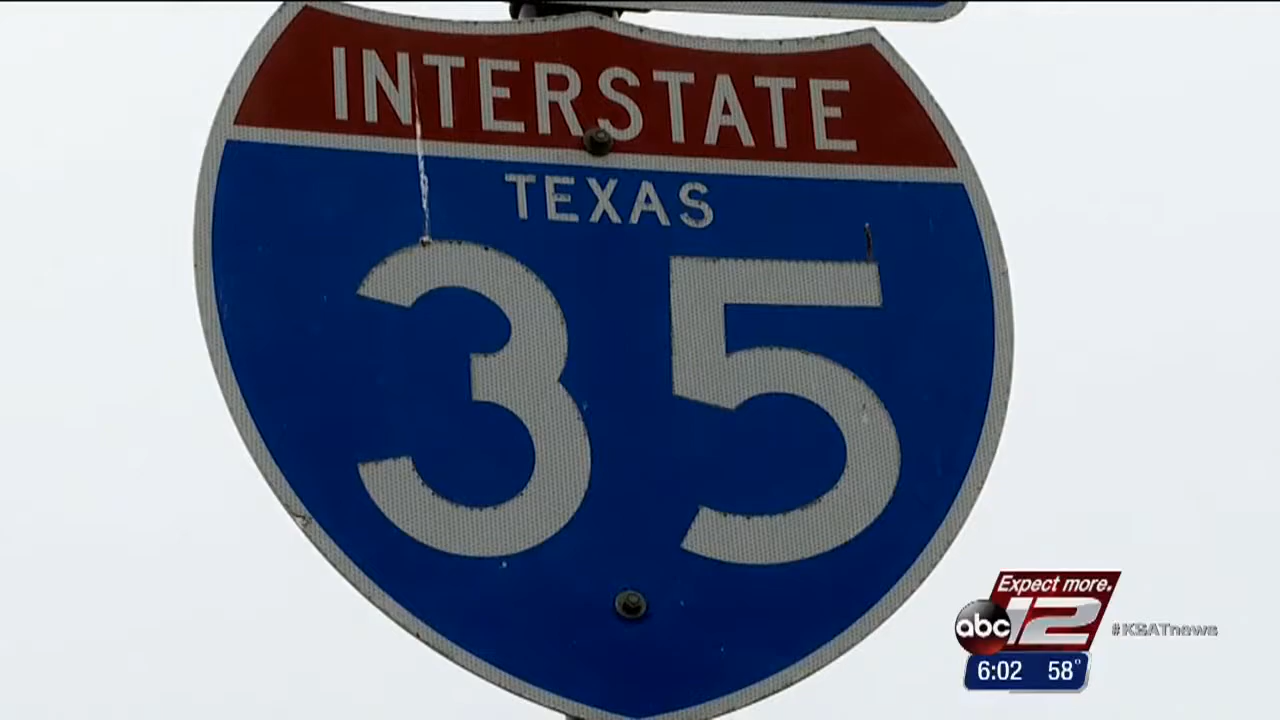 INTERSTATE
TEXAS
35
Expect more.
abc 12
#KSATnews
6:02 58°